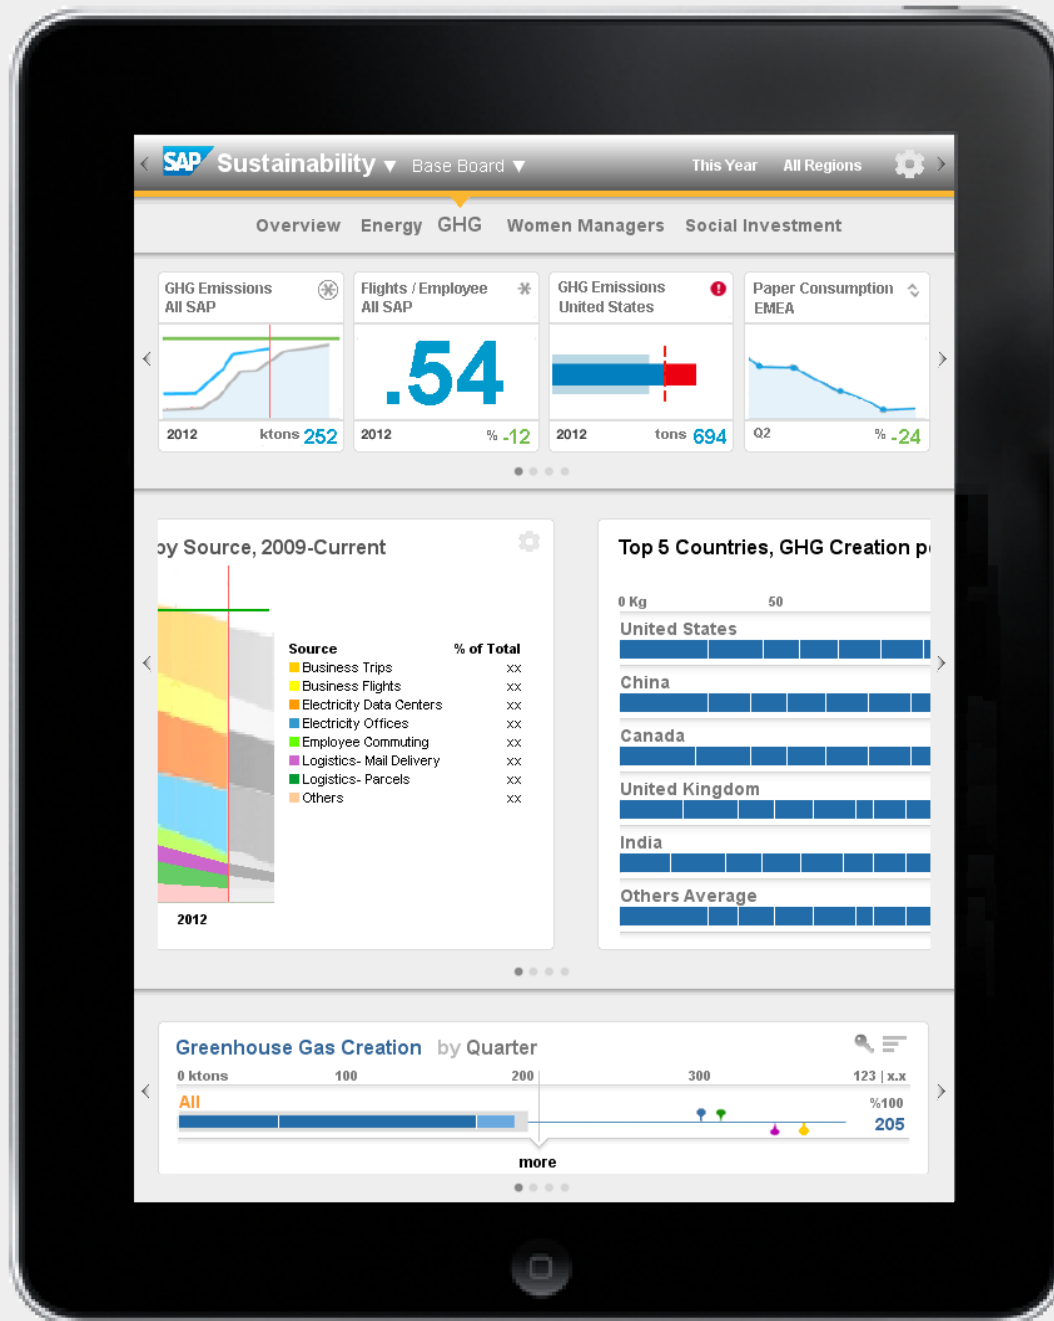 SAP Sustainability Base Board This Year All Regions
Overview Energy GHG Women Managers Social Investment
GHG Emissions
All SAP
2012 ktons 252
Flights / Employee
All SAP
.54
2012 % -12
GHG Emissions
United States
2012 tons 694
Paper Consumption
EMEA
Q2 % -24
by Source, 2009-Current
Source % of Total
Business Trips xx
Business Flights xx
Electricity Data Centers xx
Electricity Offices xx
Employee Commuting xx
Logistics- Mail Delivery xx
Logistics- Parcels xx
Others xx
2012
Top 5 Countries, GHG Creation
0 Kg 50
United States
China
Canada
United Kingdom
India
Others Average
Greenhouse Gas Creation by Quarter
0 ktons 100 200 300 123 | x.x
All %100
205
more